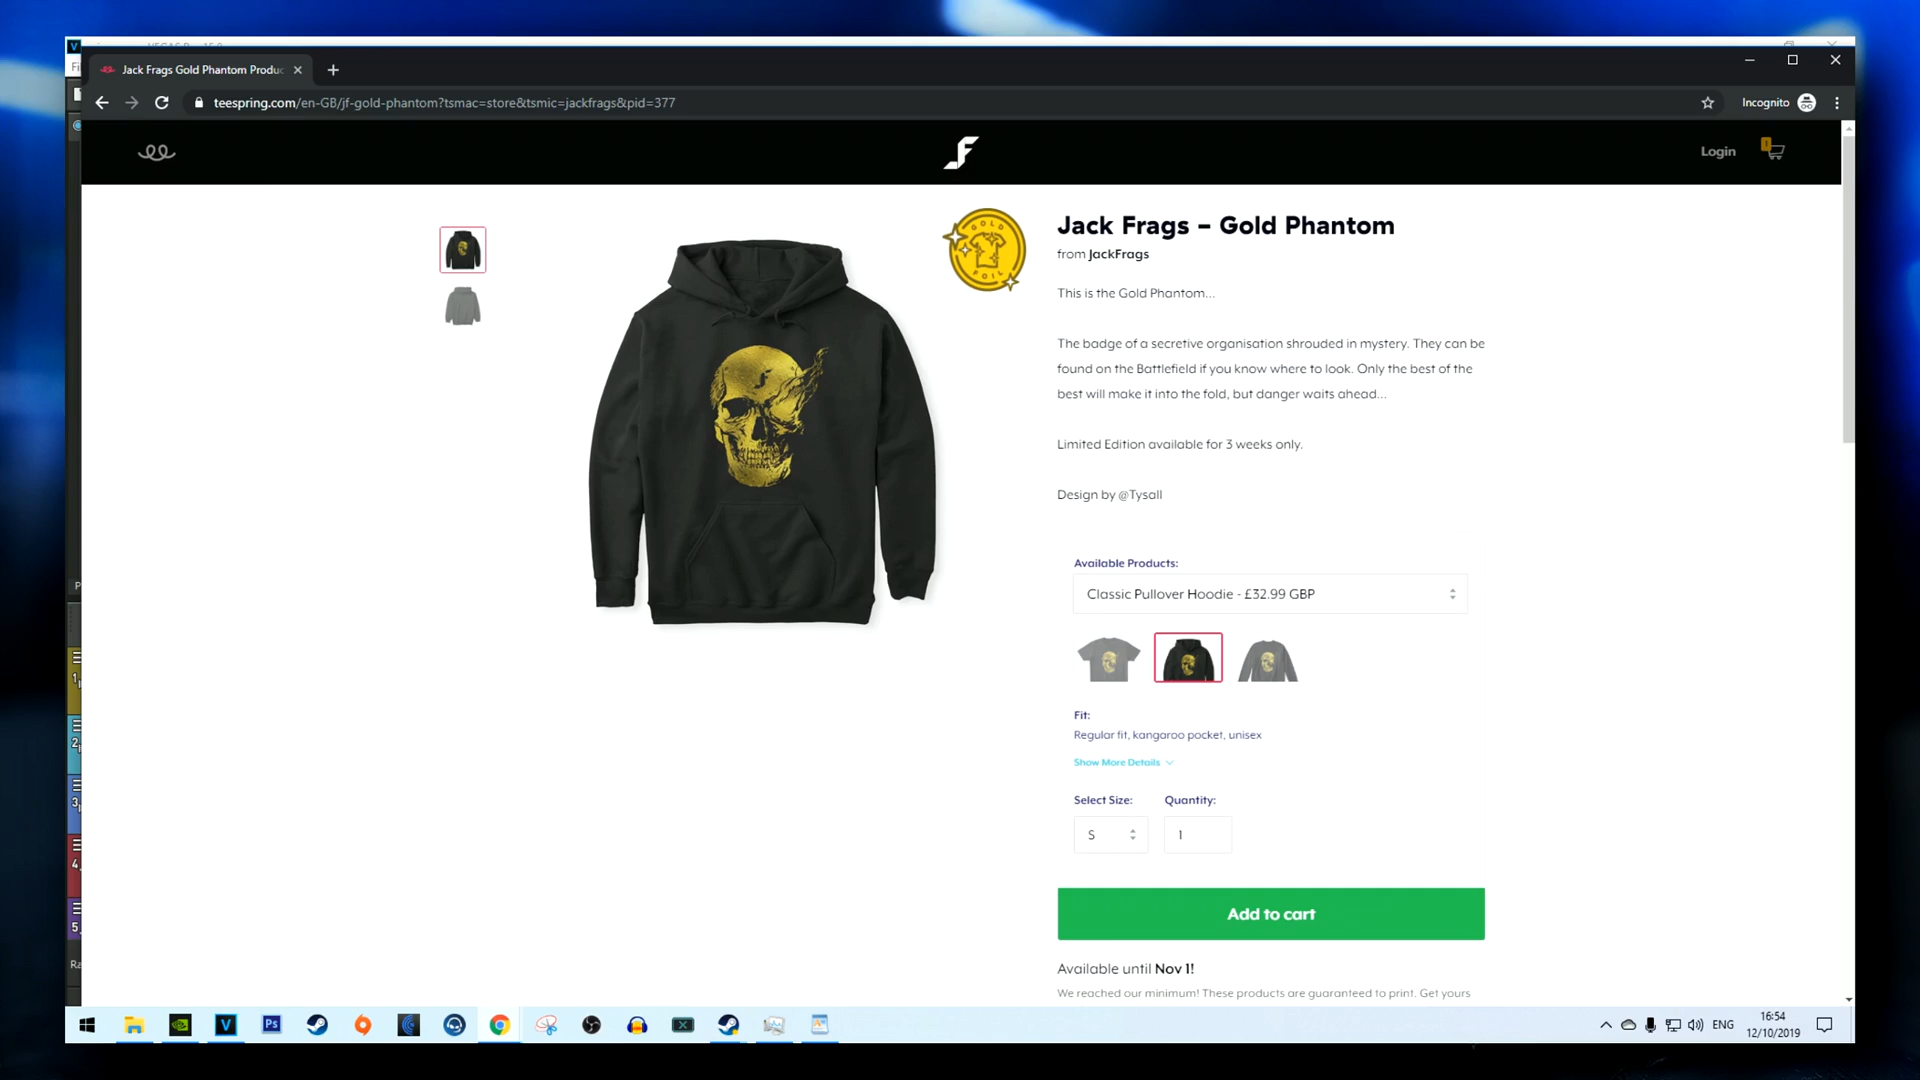 Jack Frags Gold Phantom Produc
teespring.com/en-GB/jf-gold-phantom?tsmac=store&tsmic=jackfrags&pid=377
Incognito
Login
1
GOLD
FOIL
Jack Frags – Gold Phantom
from JackFrags
This is the Gold Phantom...
The badge of a secretive organisation shrouded in mystery. They can be
found on the Battlefield if you know where to look. Only the best of the
best will make it into the fold, but danger waits ahead...
Limited Edition available for 3 weeks only.
Design by @Tysall
Available Products:
Classic Pullover Hoodie - £32.99 GBP
Fit:
Regular fit, kangaroo pocket, unisex
Show More Details
Select Size:
Quantity:
S
1
Add to cart
Available until Nov 1!
We reached our minimum! These products are guaranteed to print. Get yours
Ps
ENG
16:54
12/10/2019